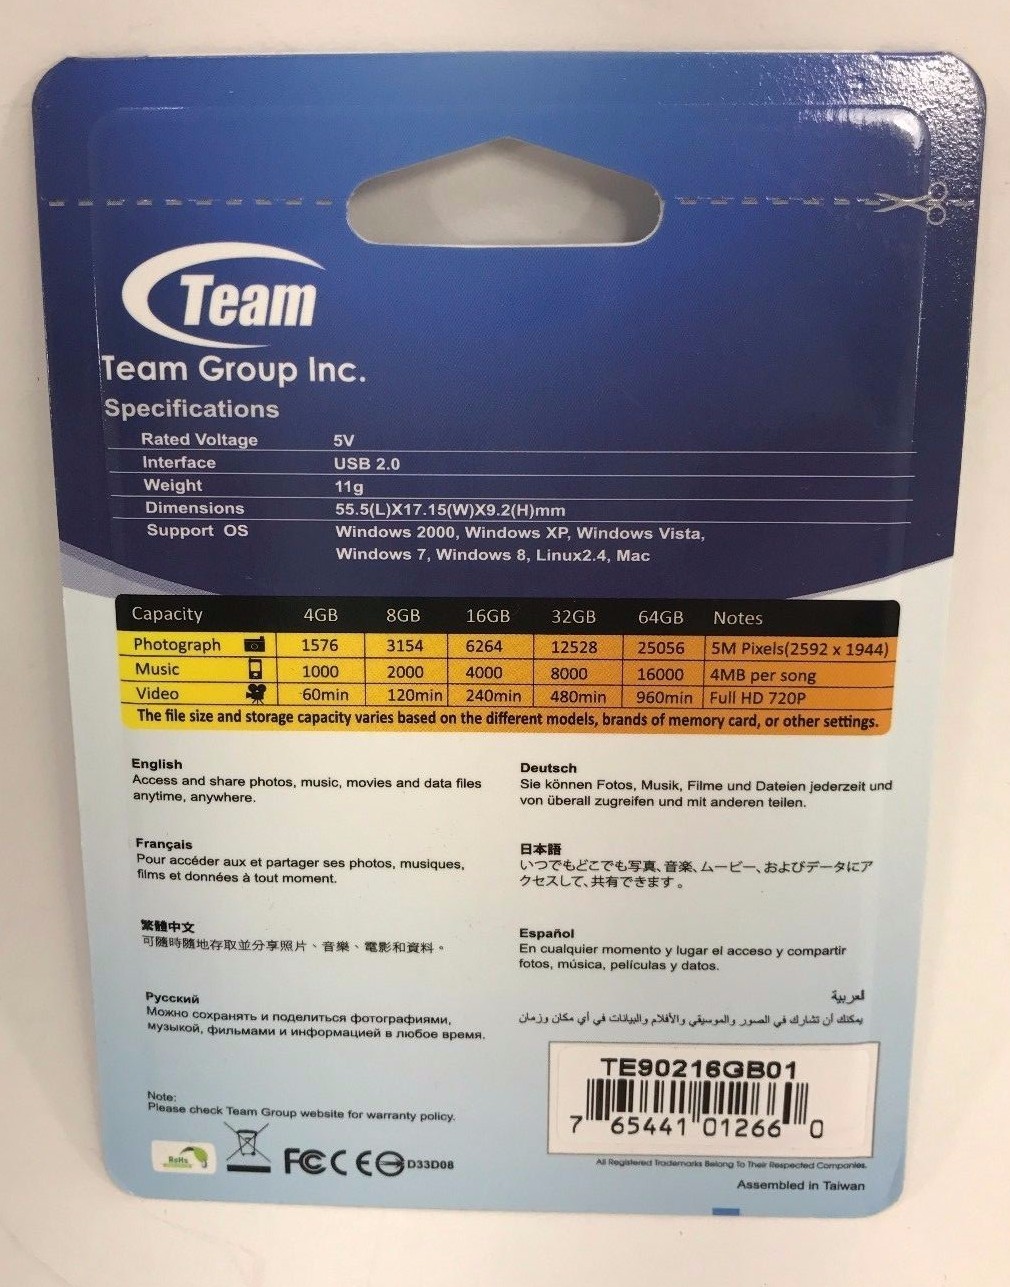 Team
Team Group Inc.
Specifications
Rated Voltage 5V
Interface USB 2.0
Weight 11g
Dimensions 55.5(L)X17.15(W)X9.2(H)mm
Support OS Windows 2000, Windows XP, Windows Vista,
Windows 7, Windows 8, Linux2.4, Mac
Capacity 4GB 8GB 16GB 32GB 64GB Notes
Photograph 1576 3154 6264 12528 25056 5M Pixels(2592 x 1944)
Music 1000 2000 4000 8000 16000 4MB per song
Video 60min 120min 240min 480min 960min Full HD 720P
The file size and storage capacity varies based on the different models, brands of memory card, or other settings.
English
Access and share photos, music, movies and data files
anytime, anywhere.
Deutsch
Sie können Fotos, Musik, Filme und Dateien jederzeit und
von überall zugreifen und mit anderen teilen.
Français
Pour accéder aux et partager ses photos, musiques,
films et données à tout moment.
日本語
いつでもどこでも写真、音楽、ムービー、およびデータにア
クセスして、共有できます。
繁體中文
可隨時隨地存取並分享照片、音樂、電影和資料。
Español
En cualquier momento y lugar el acceso y compartir
fotos, música, películas y datos.
Русский
Можно сохранять и поделиться фотографиями,
музыкой, фильмами и информацией в любое время.
العربية
يمكنك أن تشارك في الصور والموسيقي والأفلام والبيانات في أي مكان وزمان
TE90216GB01
7 65441 01266 0
Note:
Please check Team Group website for warranty policy.
RoHs
FC CE D33D08
All Registered Trademarks Belong To Their Respected Companies.
Assembled in Taiwan